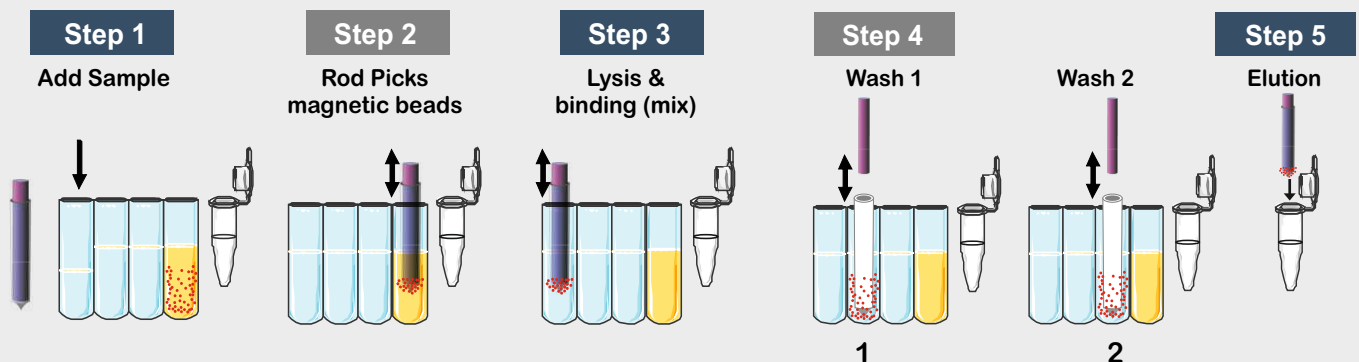 Step 1
Add Sample
Step 2
Rod Picks
magnetic beads
Step 3
Lysis &
binding (mix)
Step 4
Wash 1
Wash 2
Step 5
Elution
1
2